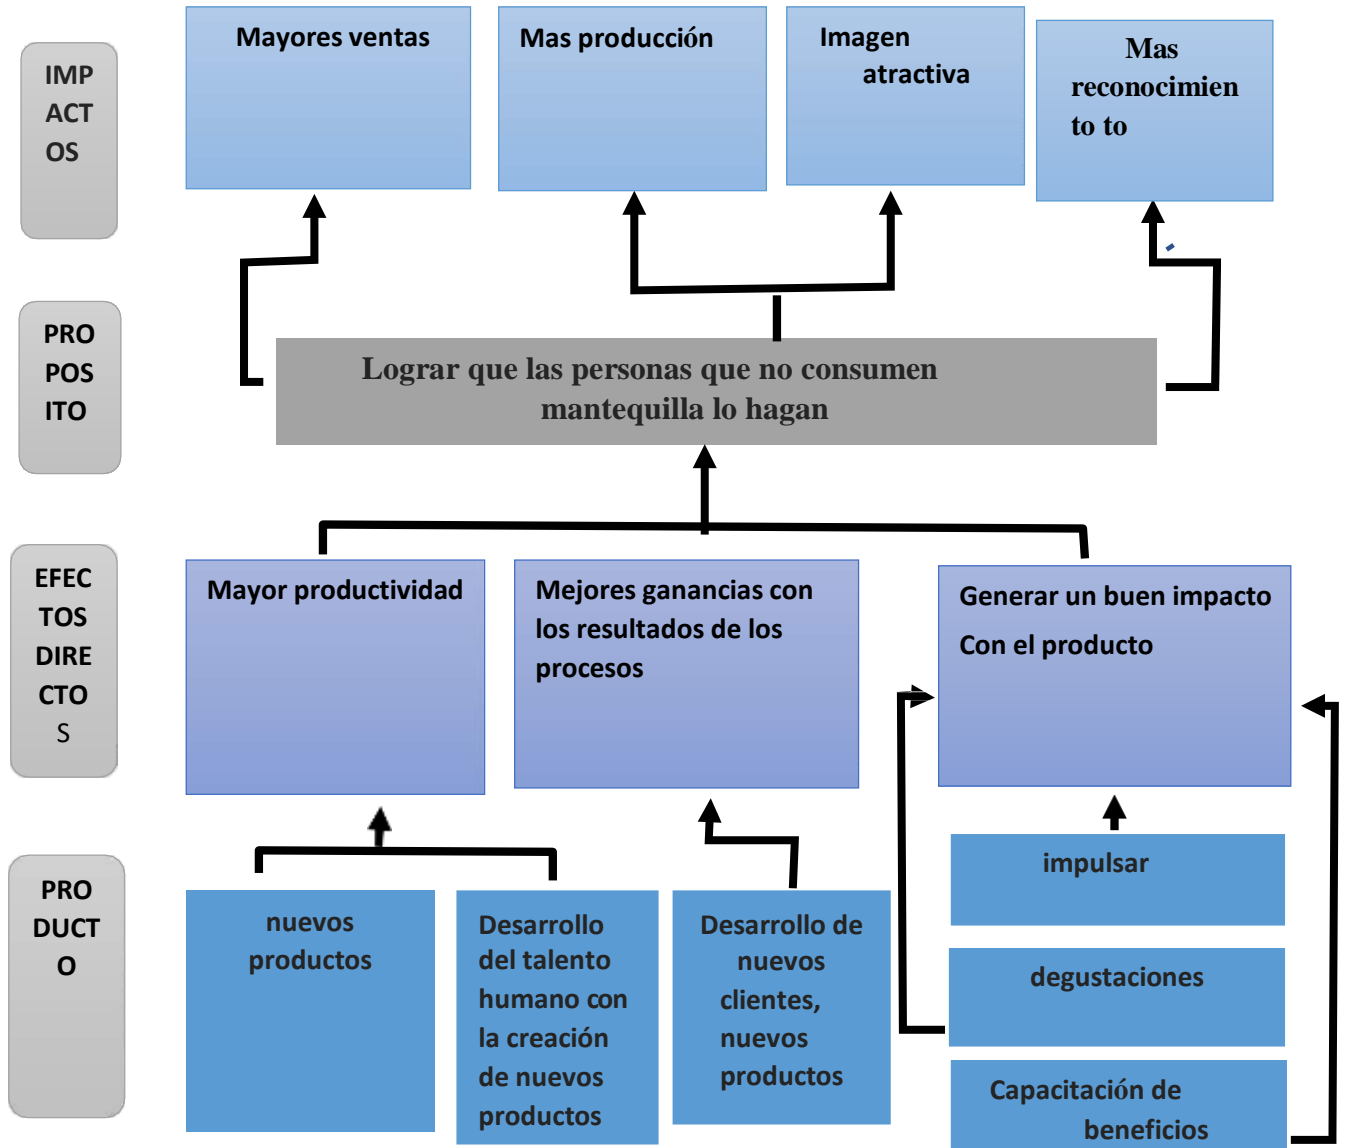 IMP
ACT
OS
Mayores ventas
Mas producción
Imagen
atractiva
Mas
reconocimien
to to
PRO
POS
ITO
Lograr que las personas que no consumen
mantequilla lo hagan
EFEC
TOS
DIRE
CTO
S
Mayor productividad
Mejores ganancias con
los resultados de los
procesos
Generar un buen impacto
Con el producto
PRO
DUCT
O
nuevos
productos
Desarrollo
del talento
humano con
la creación
de nuevos
productos
Desarrollo de
nuevos
clientes,
nuevos
productos
impulsar
degustaciones
Capacitación de
beneficios